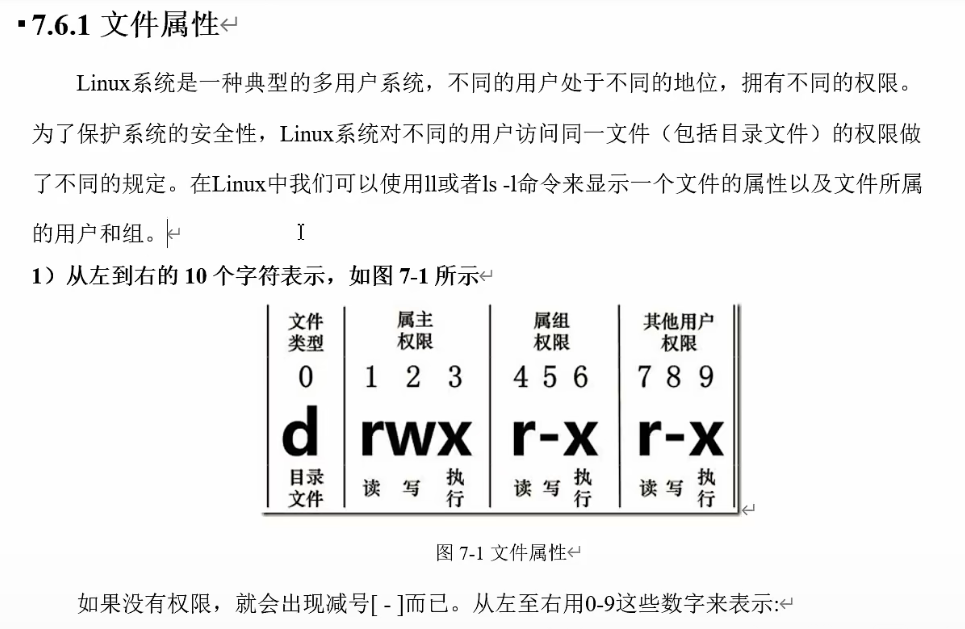 ▪7.6.1 文件属性↵
Linux系统是一种典型的多用户系统，不同的用户处于不同的地位，拥有不同的权限。
为了保护系统的安全性，Linux系统对不同的用户访问同一文件（包括目录文件）的权限做
了不同的规定。在Linux中我们可以使用ll或者ls -l命令来显示一个文件的属性以及文件所属
的用户和组。↵
1）从左到右的 10 个字符表示，如图 7-1 所示↵
文件 属主 属组 其他用户
类型 权限 权限 权限
0 1 2 3 4 5 6 7 8 9
d rwx r-x r-x
目录 读 写 执 读 写 执 读 写 执
文件 行 行 行
↵
图 7-1 文件属性↵
如果没有权限，就会出现减号[ - ]而已。从左至右用0-9这些数字来表示:↵